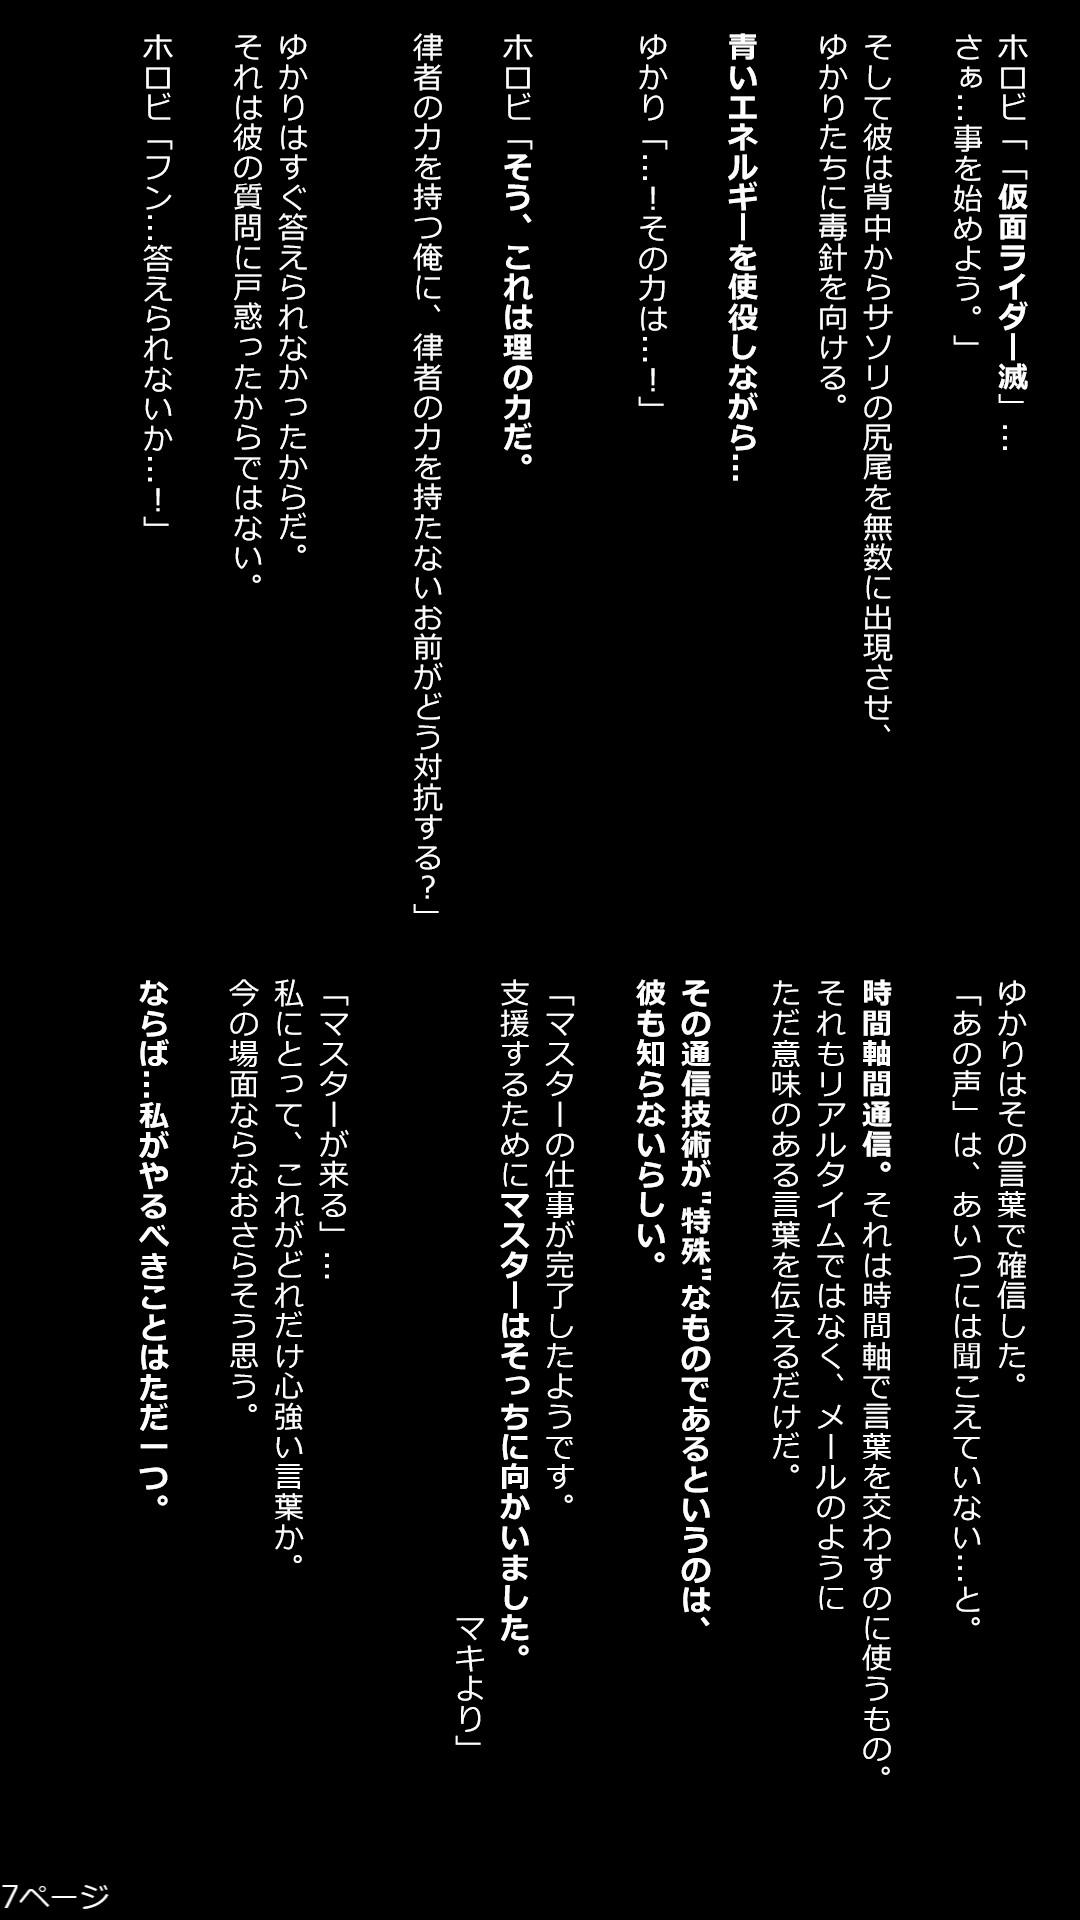 ホロビ「「仮面ライダー滅」…
さぁ…事を始めよう。」
そして彼は背中からサソリの尻尾を無数に出現させ、
ゆかりたちに毒針を向ける。
青いエネルギーを使役しながら…
ゆかり「…！その力は…！」
ホロビ「そう、これは理の力だ。
律者の力を持つ俺に、律者の力を持たないお前がどう対抗する？」
ゆかりはすぐ答えられなかったからだ。
それは彼の質問に戸惑ったからではない。
ホロビ「フン…答えられないか…！」
ゆかりはその言葉で確信した。
「あの声」は、あいつには聞こえていない…と。
時間軸間通信。それは時間軸で言葉を交わすのに使うもの。
それもリアルタイムではなく、メールのように
ただ意味のある言葉を伝えるだけだ。
その通信技術が"特殊"なものであるというのは、
彼も知らないらしい。
「マスターの仕事が完了したようです。
支援するためにマスターはそっちに向かいました。
マキより」
「マスターが来る」…
私にとって、これがどれだけ心強い言葉か。
今の場面ならなおさらそう思う。
ならば…私がやるべきことはただ一つ。
7ページ